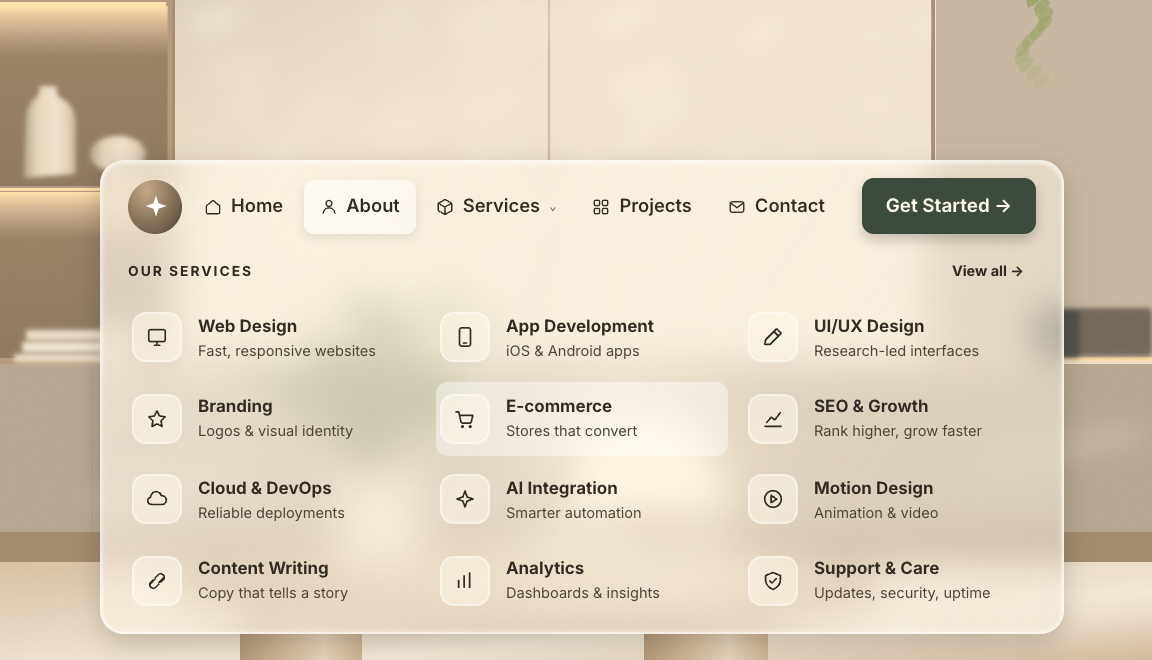 Home About Services Projects Contact Get Started →
OUR SERVICES View all →
Web Design App Development UI/UX Design
Fast, responsive websites iOS & Android apps Research-led interfaces
Branding E-commerce SEO & Growth
Logos & visual identity Stores that convert Rank higher, grow faster
Cloud & DevOps AI Integration Motion Design
Reliable deployments Smarter automation Animation & video
Content Writing Analytics Support & Care
Copy that tells a story Dashboards & insights Updates, security, uptime